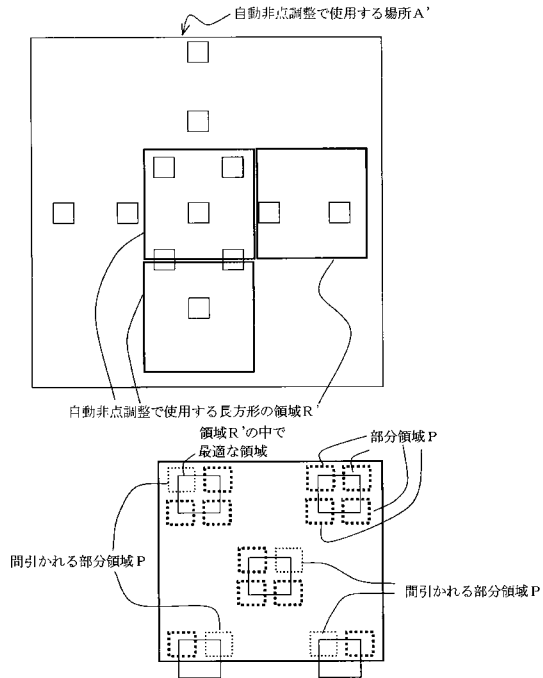 自動非点調整で使用する場所A'
自動非点調整で使用する長方形の領域R'
領域R'の中で
最適な領域
部分領域P
間引かれる部分領域P
間引かれる部分領域P